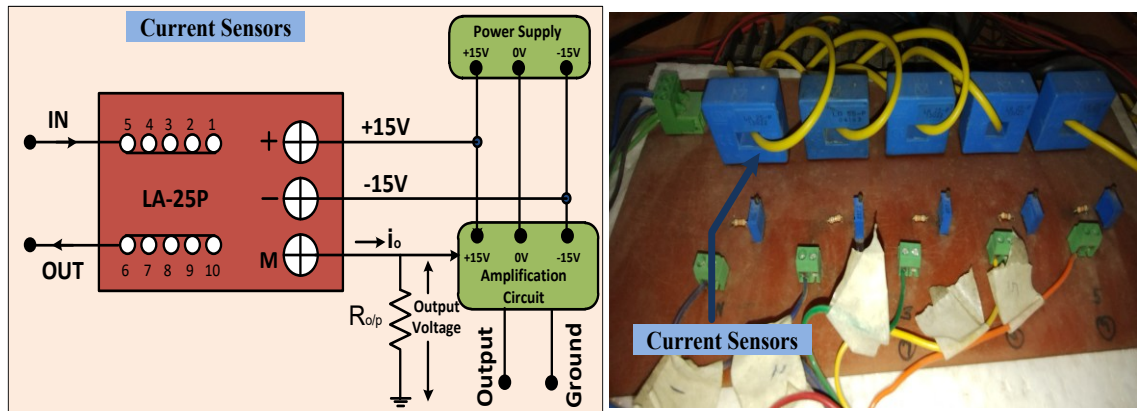 Current Sensors
Power Supply
+15V 0V -15V
IN
5 4 3 2 1
+
+15V
LA-25P
−
-15V
OUT
6 7 8 9 10
M
i₀
+15V 0V -15V
Amplification
Circuit
Output
Voltage
Ro/p
Output
Ground
Current Sensors